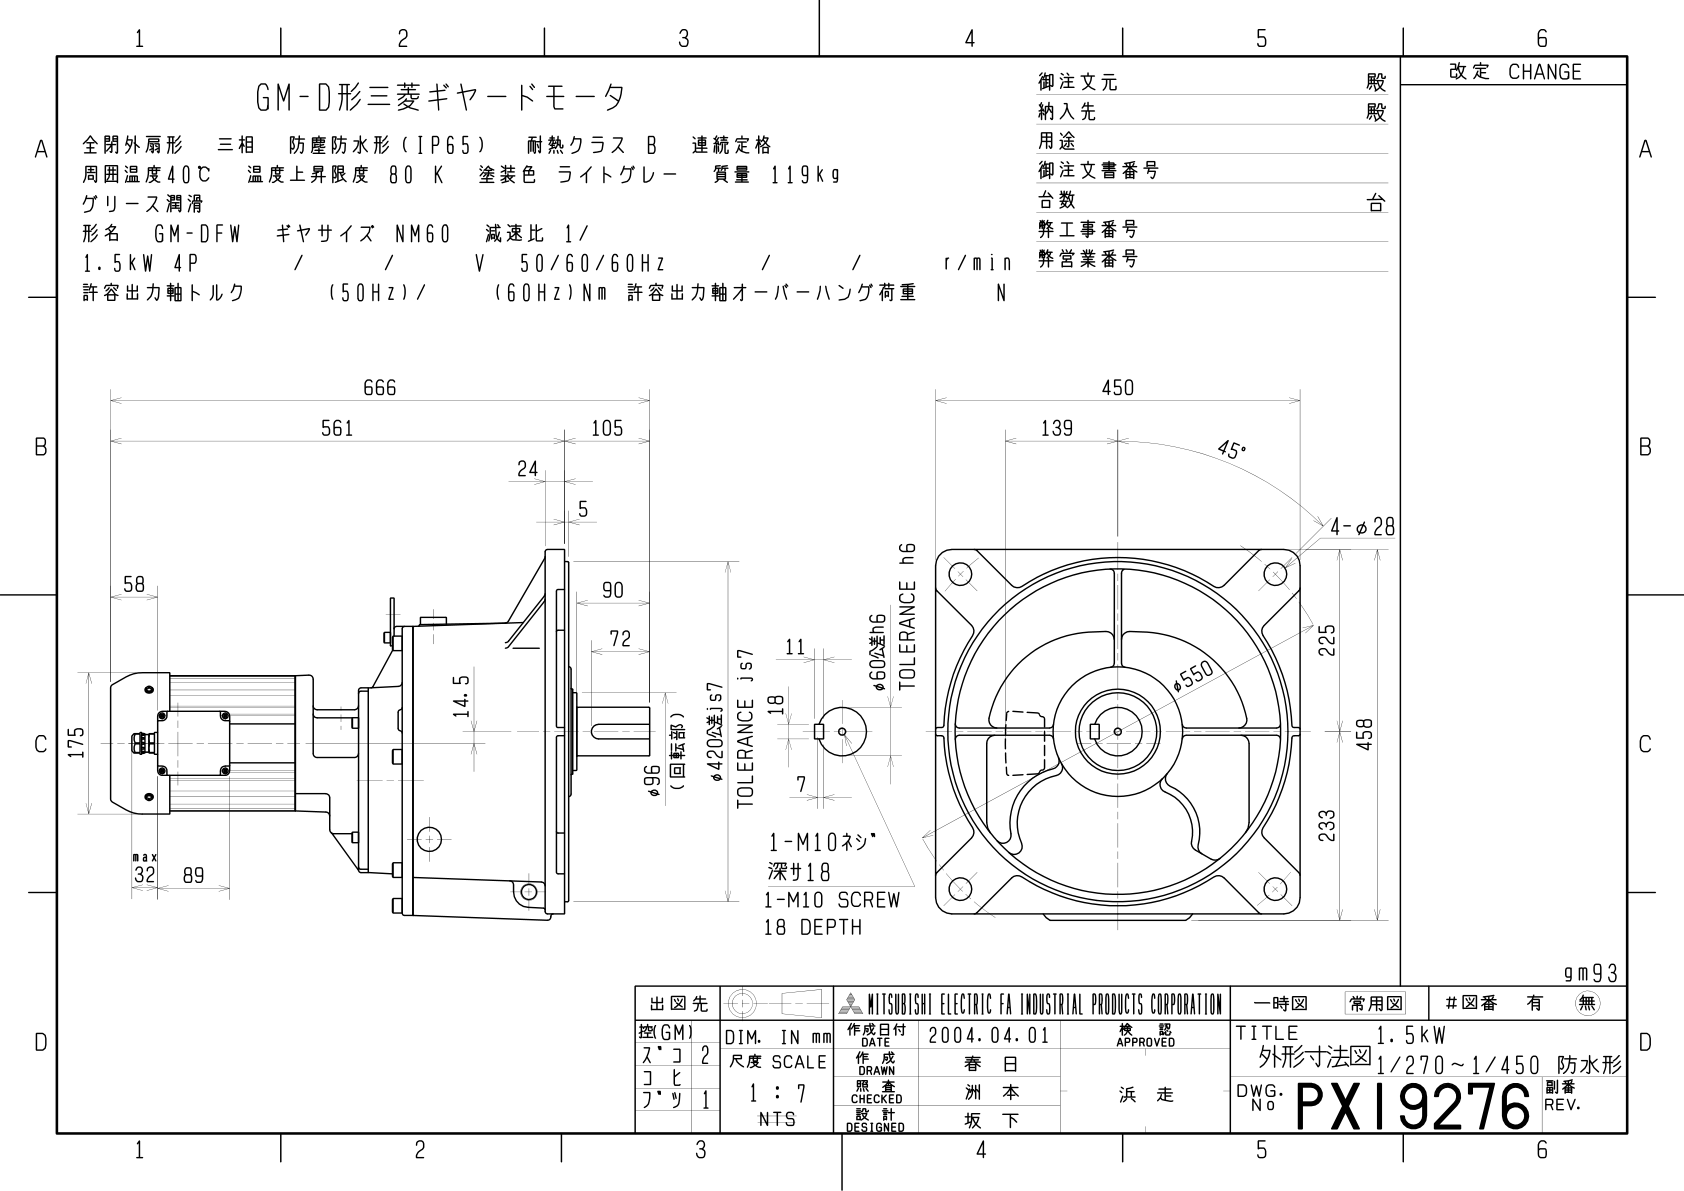 1 2 3 4 5 6
改定 CHANGE
GM-D形三菱ギヤードモータ
全閉外扇形 三相 防塵防水形(IP65) 耐熱クラス B 連続定格
周囲温度40℃ 温度上昇限度 80 K 塗装色 ライトグレー 質量 119kg
グリース潤滑
形名 GM-DFW ギヤサイズ NM60 減速比 1/
1.5kW 4P / / V 50/60/60Hz / / r/min
許容出力軸トルク (50Hz)/ (60Hz)Nm 許容出力軸オーバーハング荷重 N
御注文元 殿
納入先 殿
用途
御注文書番号
台数 台
弊工事番号
弊営業番号
A A
B B
C C
D D
666
561
105
24
5
58
90
72
14.5
175
max
32
89
φ96
(回転部)
φ420公差js7
TOLERANCE js7
11
18
7
φ60公差h6
TOLERANCE h6
1-M10ネジ
深サ18
1-M10 SCREW
18 DEPTH
450
139
45°
4-φ28
φ550
225
458
233
gm93
出図先
控(GM)
ズコ 2
コヒ
ブツ 1
DIM. IN mm
尺度 SCALE
1 : 7
NTS
MITSUBISHI ELECTRIC FA INDUSTRIAL PRODUCTS CORPORATION
作成日付
DATE
2004.04.01
検 認
APPROVED
作 成
DRAWN
春 日
照 査
CHECKED
洲 本
浜 走
設 計
DESIGNED
坂 下
一時図 常用図 #図番 有 無
TITLE 1.5kW
外形寸法図 1/270~1/450 防水形
DWG.
No
PX19276
副番
REV.
1 2 3 4 5 6